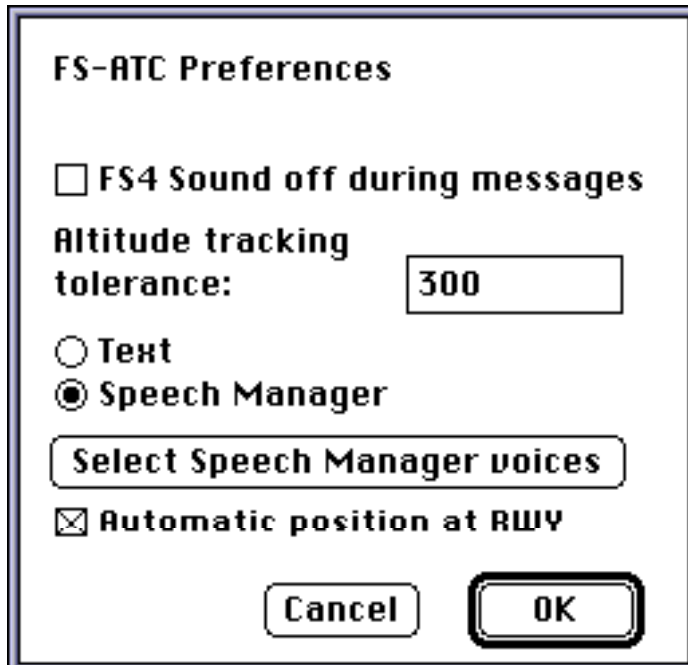 FS-ATC Preferences
FS4 Sound off during messages
Altitude tracking
tolerance:
300
Text
Speech Manager
Select Speech Manager voices
Automatic position at RWY
Cancel
OK